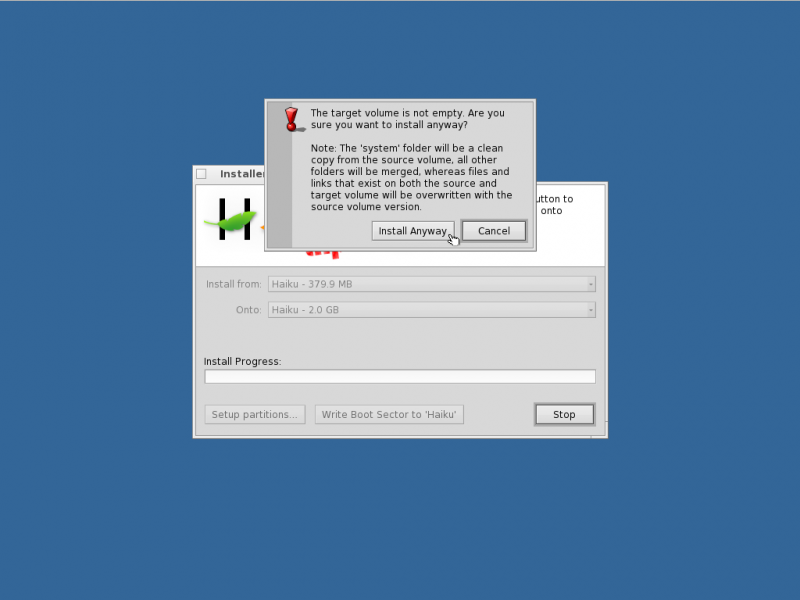 The target volume is not empty. Are you
sure you want to install anyway?
Note: The 'system' folder will be a clean
copy from the source volume, all other
folders will be merged, whereas files and
links that exist on both the source and
target volume will be overwritten with the
source volume version.
Install Anyway
Cancel
Installe
utton to
onto
Install from:
Haiku - 379.9 MB
Onto:
Haiku - 2.0 GB
Install Progress:
Setup partitions...
Write Boot Sector to 'Haiku'
Stop